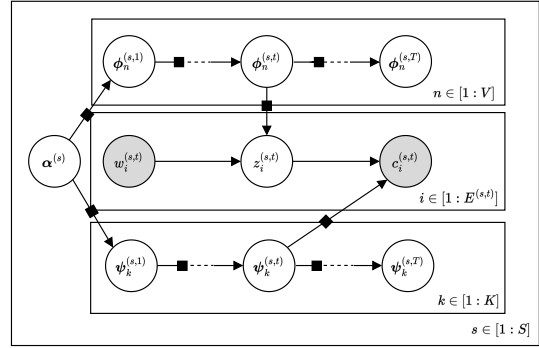 ϕ_n^{(s,1)} ϕ_n^{(s,t)} ϕ_n^{(s,T)}
n ∈ [1 : V]
α^{(s)} w_i^{(s,t)} z_i^{(s,t)} c_i^{(s,t)}
i ∈ [1 : E^{(s,t)}]
ψ_k^{(s,1)} ψ_k^{(s,t)} ψ_k^{(s,T)}
k ∈ [1 : K]
s ∈ [1 : S]